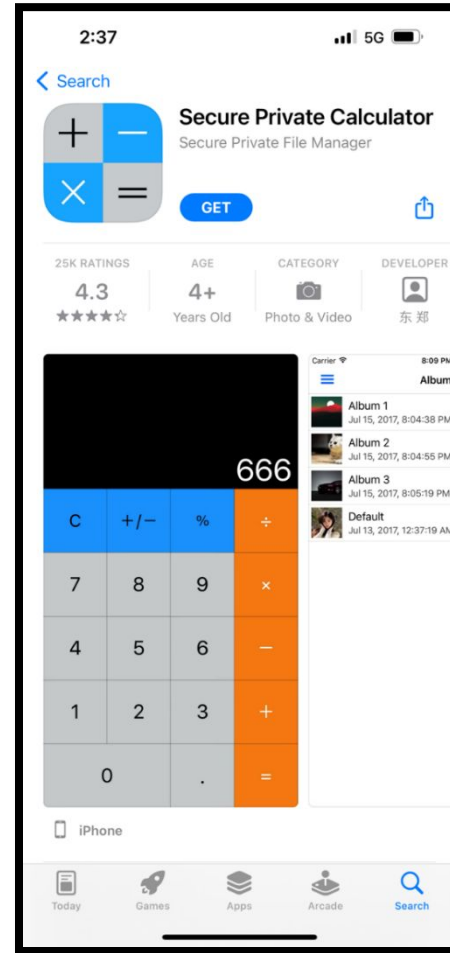 2:37
5G
Search
Secure Private Calculator
Secure Private File Manager
GET
25K RATINGS
4.3
AGE
4+
Years Old
CATEGORY
Photo & Video
DEVELOPER
东 郑
666
C +/− % ÷
7 8 9 ×
4 5 6 −
1 2 3 +
0 . =
Carrier 8:09 PM
Album
Album 1
Jul 15, 2017, 8:04:38 PM
Album 2
Jul 15, 2017, 8:04:55 PM
Album 3
Jul 15, 2017, 8:05:19 PM
Default
Jul 13, 2017, 12:37:19 AM
iPhone
Today Games Apps Arcade Search